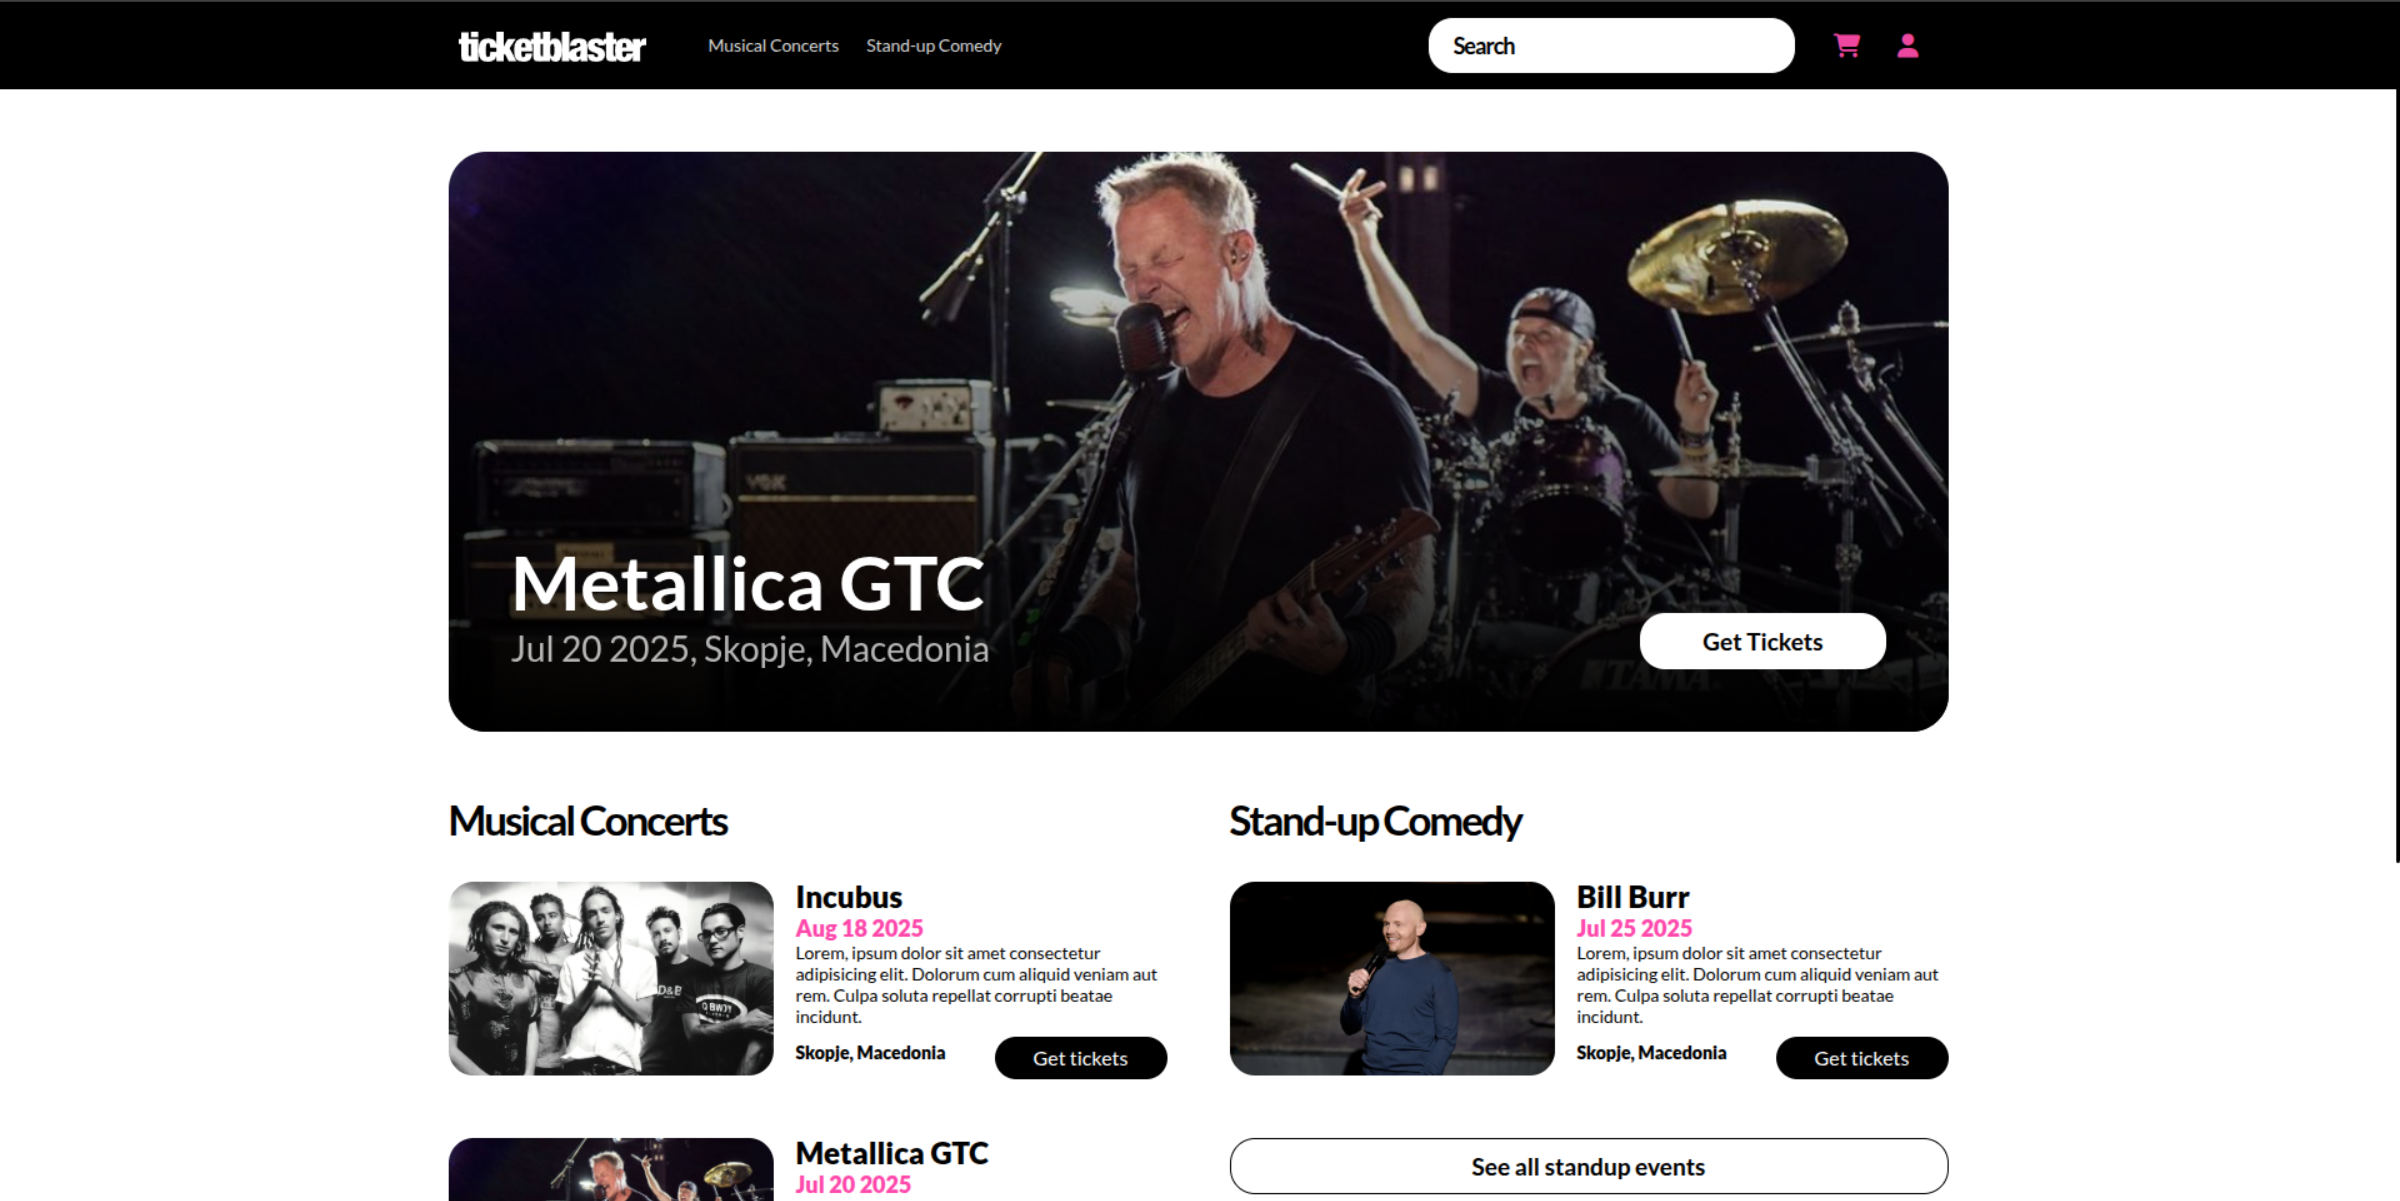 ticketblaster
Musical Concerts
Stand-up Comedy
Search
VOX
Metallica GTC
Jul 20 2025, Skopje, Macedonia
Get Tickets
TAMA
Musical Concerts
Incubus
Aug 18 2025
Lorem, ipsum dolor sit amet consectetur
adipisicing elit. Dolorum cum aliquid veniam aut
rem. Culpa soluta repellat corrupti beatae
incidunt.
Skopje, Macedonia
Get tickets
D&B
Metallica GTC
Jul 20 2025
Stand-up Comedy
Bill Burr
Jul 25 2025
Lorem, ipsum dolor sit amet consectetur
adipisicing elit. Dolorum cum aliquid veniam aut
rem. Culpa soluta repellat corrupti beatae
incidunt.
Skopje, Macedonia
Get tickets
See all standup events